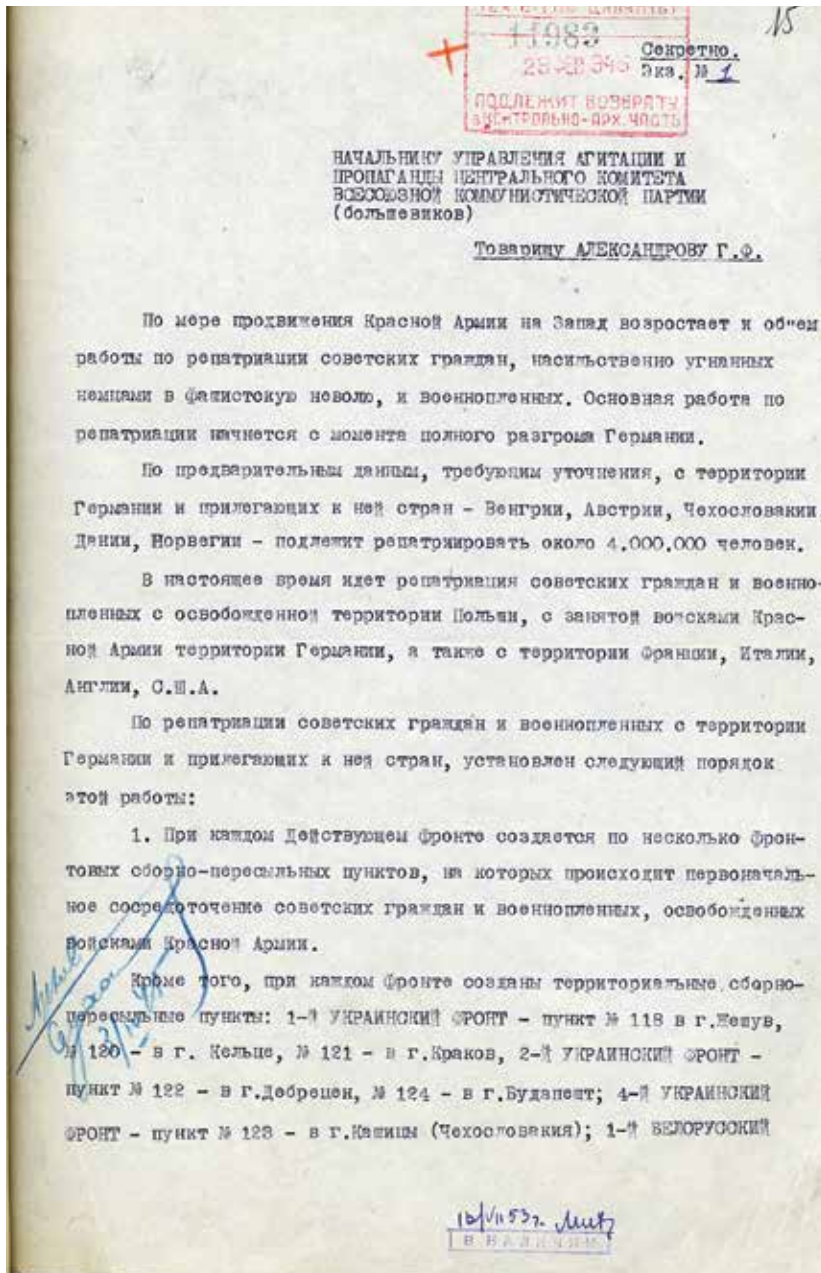 15
11983
Секретно.
Экз. № 1
ПОДЛЕЖИТ ВОЗВРАТУ
НАЧАЛЬНИКУ УПРАВЛЕНИЯ АГИТАЦИИ И
ПРОПАГАНДЫ ЦЕНТРАЛЬНОГО КОМИТЕТА
ВСЕСОЮЗНОЙ КОММУНИСТИЧЕСКОЙ ПАРТИИ
(большевиков)
Товарищу АЛЕКСАНДРОВУ Г.Ф.
По мере продвижения Красной Армии на Запад возростает и об"ем
работы по репатриации советских граждан, насильственно угнанных
немцами в фашистскую неволю, и военнопленных. Основная работа по
репатриации начнется с момента полного разгрома Германии.
По предварительным данным, требующим уточнения, с территории
Германии и прилегающих к ней стран - Венгрии, Австрии, Чехословакии,
Дании, Норвегии - подлежит репатриировать около 4.000.000 человек.
В настоящее время идет репатриация советских граждан и военно-
пленных с освобожденной территории Польши, с занятой войсками Крас-
ной Армии территории Германии, а также с территории Франции, Италии,
Англии, С.Ш.А.
По репатриации советских граждан и военнопленных с территории
Германии и прилегающих к ней стран, установлен следующий порядок
этой работы:
1. При каждом Действующем фронте создается по несколько фрон-
товых сборно-пересыльных пунктов, на которых происходит первоначаль-
ное сосредоточение советских граждан и военнопленных, освобожденных
войсками Красной Армии.
Кроме того, при каждом фронте созданы территориальные сборно-
пересыльные пункты: 1-й УКРАИНСКИЙ ФРОНТ - пункт № 118 в г.Жешув,
№ 120 - в г. Кельце, № 121 - в г.Краков, 2-й УКРАИНСКИЙ ФРОНТ -
пункт № 122 - в г.Дебрецен, № 124 - в г.Будапешт; 4-й УКРАИНСКИЙ
ФРОНТ - пункт № 123 - в г.Кашицы (Чехословакия); 1-й БЕЛОРУССКИЙ
В НАЛИЧИИ